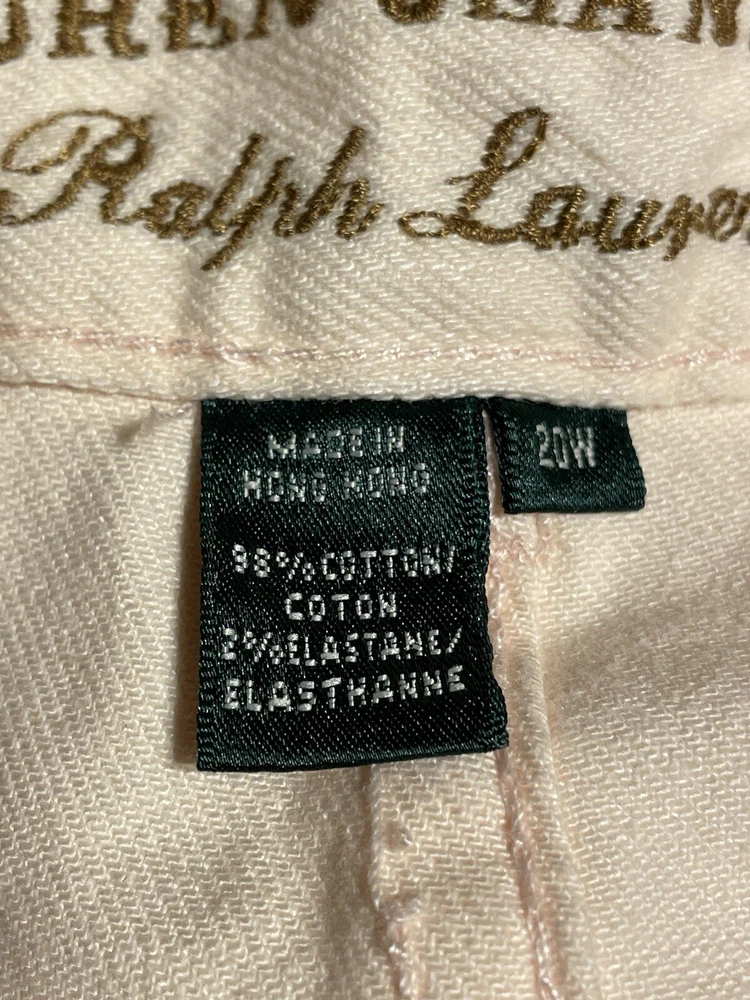 Ralph Lauren
MADE IN
HONG KONG
20W
98%COTTON/
COTON
2%ELASTANE/
ELASTHANNE